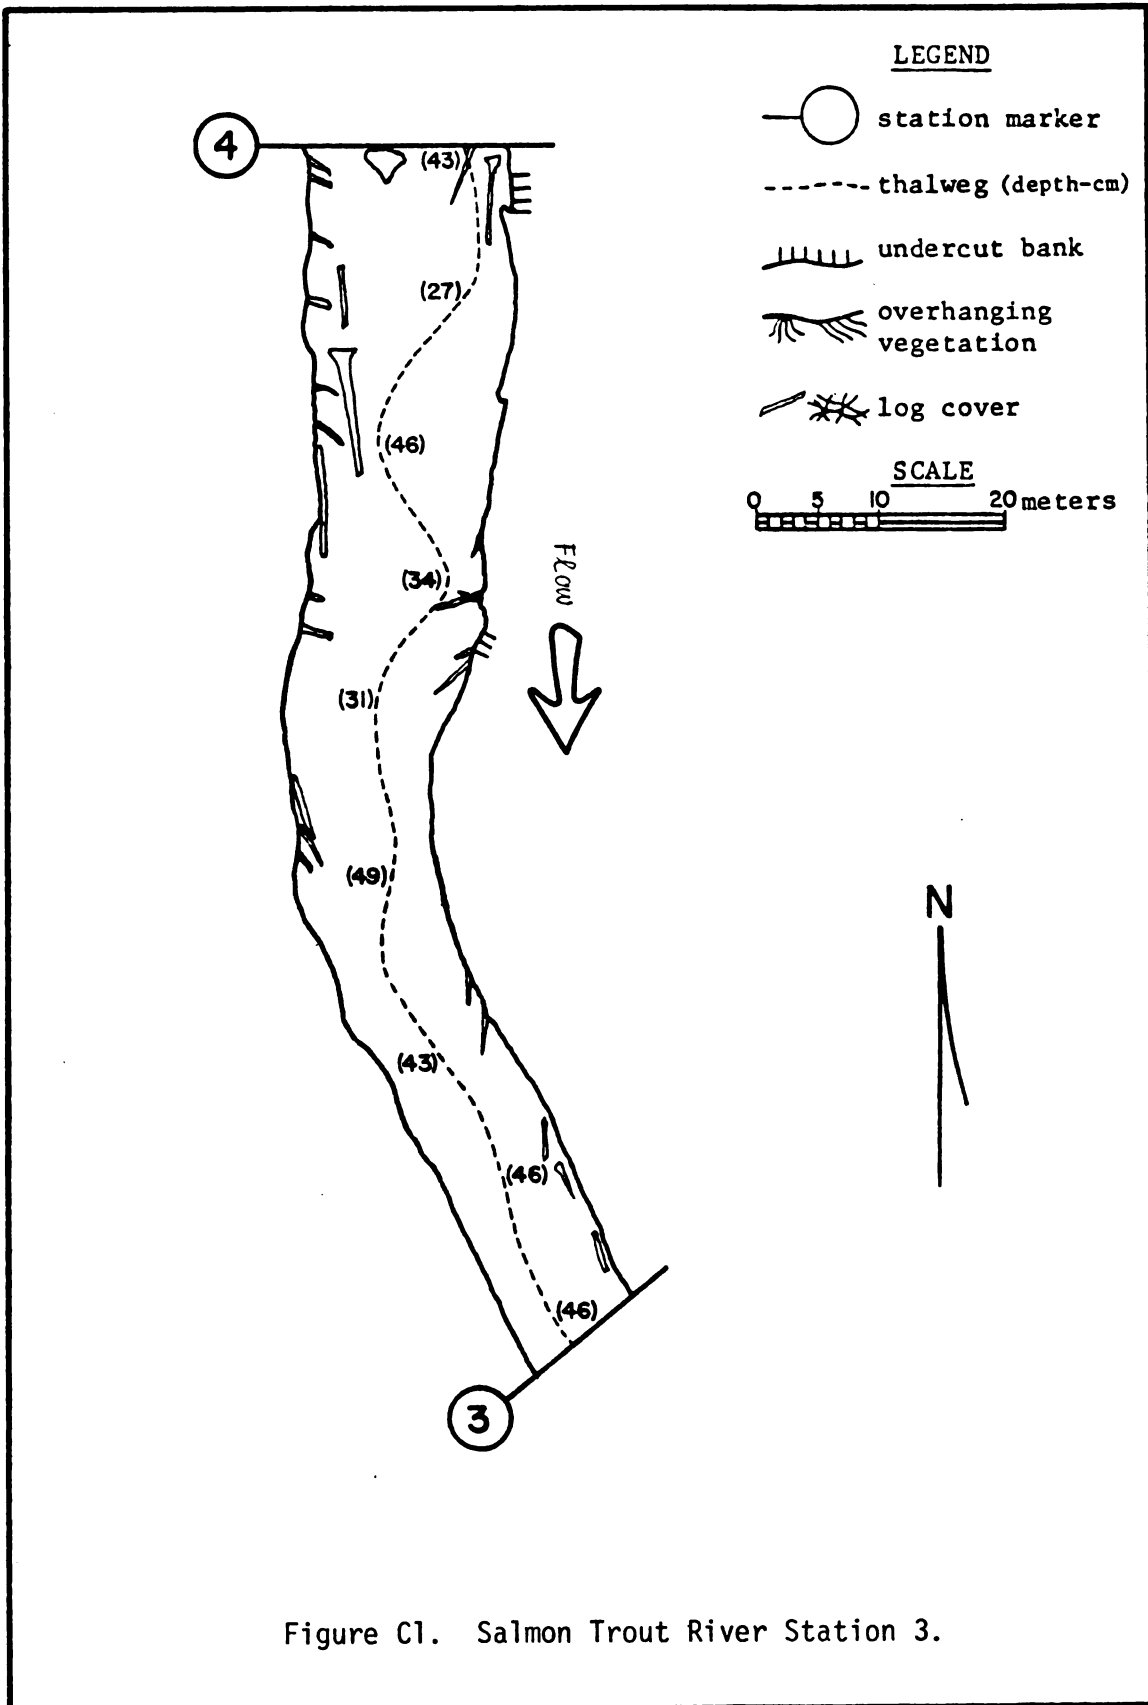 LEGEND
station marker
thalweg (depth-cm)
undercut bank
overhanging
vegetation
log cover
SCALE
0 5 10 20 meters
4
(43)
(27)
(46)
(34)
Flow
(31)
(49)
N
(43)
(46)
(46)
3
Figure C1. Salmon Trout River Station 3.